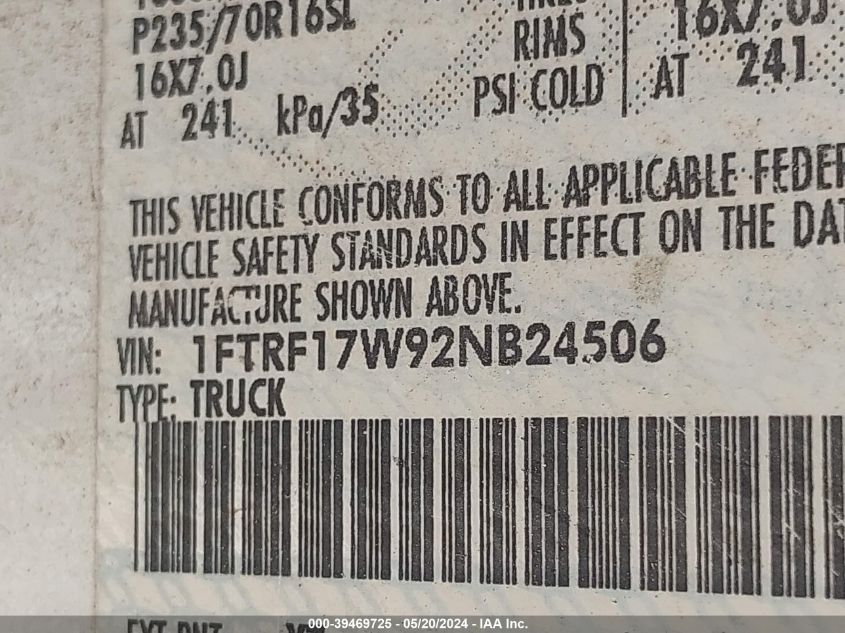 P235/70R16SL
RIMS
16X7.0J
16X7.0J
PSI COLD
AT 241 kPa/35
AT 241
THIS VEHICLE CONFORMS TO ALL APPLICABLE FEDER
VEHICLE SAFETY STANDARDS IN EFFECT ON THE DAT
MANUFACTURE SHOWN ABOVE.
VIN: 1FTRF17W92NB24506
TYPE: TRUCK
000-39469725 - 05/20/2024 - IAA Inc.